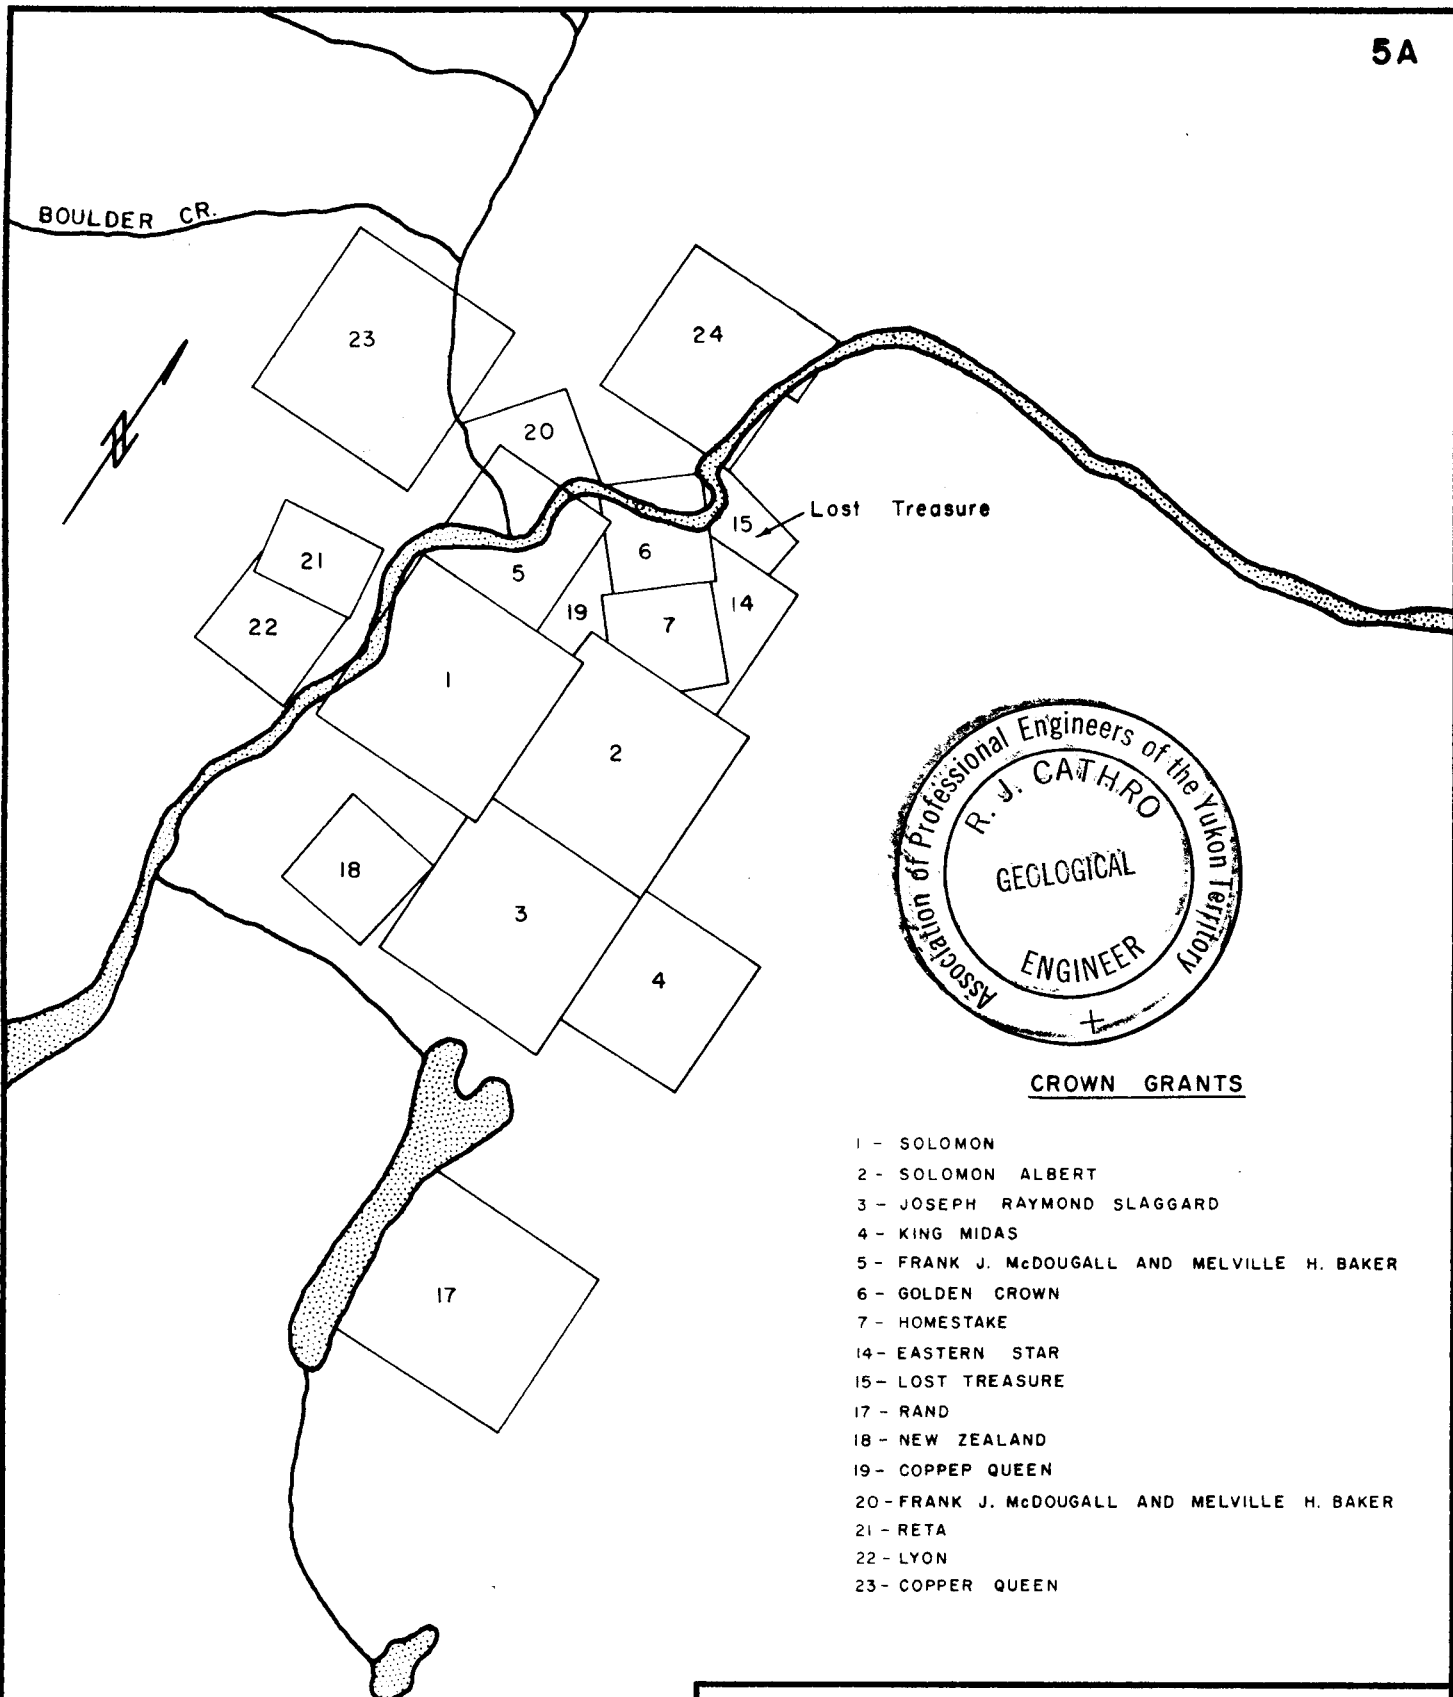 5A
BOULDER CR.
23
24
20
15
Lost Treasure
N
21
5
6
19
14
22
7
1
2
18
3
4
17
Association of Professional Engineers of the Yukon Territory
R. J. CATHRO
GEOLOGICAL
ENGINEER
CROWN GRANTS
1 - SOLOMON
2 - SOLOMON ALBERT
3 - JOSEPH RAYMOND SLAGGARD
4 - KING MIDAS
5 - FRANK J. McDOUGALL AND MELVILLE H. BAKER
6 - GOLDEN CROWN
7 - HOMESTAKE
14 - EASTERN STAR
15 - LOST TREASURE
17 - RAND
18 - NEW ZEALAND
19 - COPPEP QUEEN
20 - FRANK J. McDOUGALL AND MELVILLE H. BAKER
21 - RETA
22 - LYON
23 - COPPER QUEEN